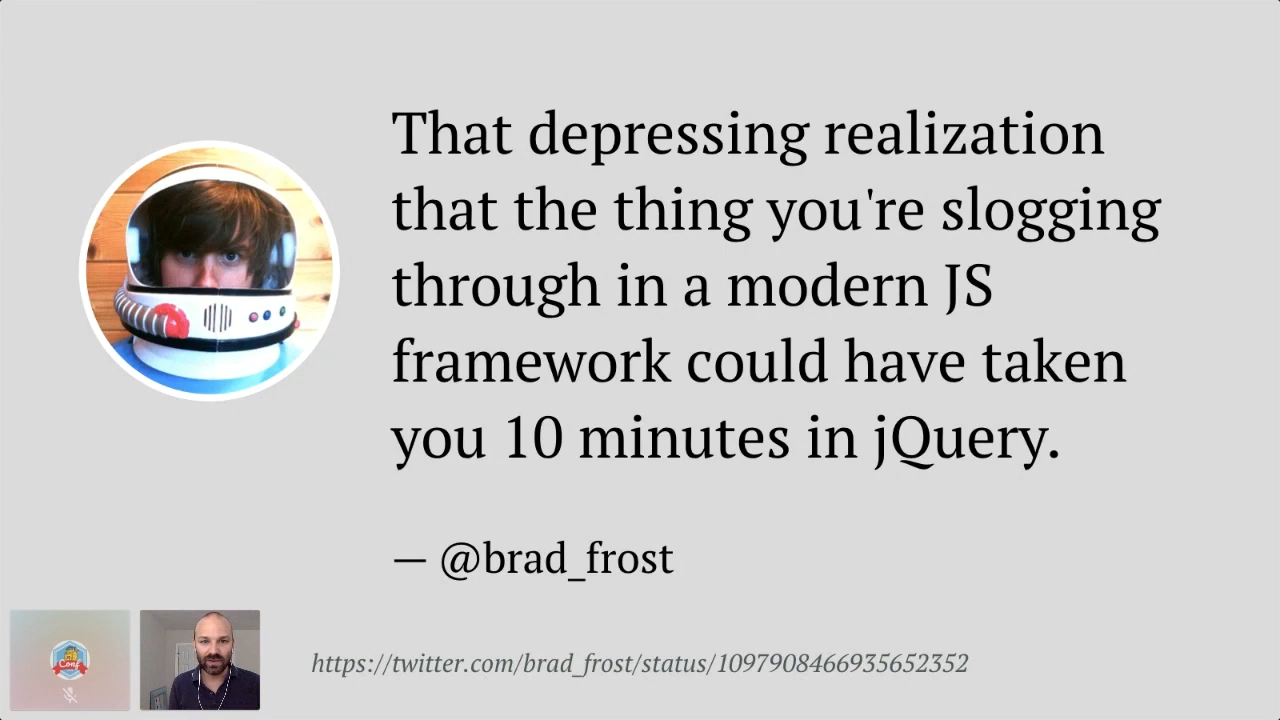 That depressing realization
that the thing you're slogging
through in a modern JS
framework could have taken
you 10 minutes in jQuery.
— @brad_frost
Conf
https://twitter.com/brad_frost/status/1097908466935652352